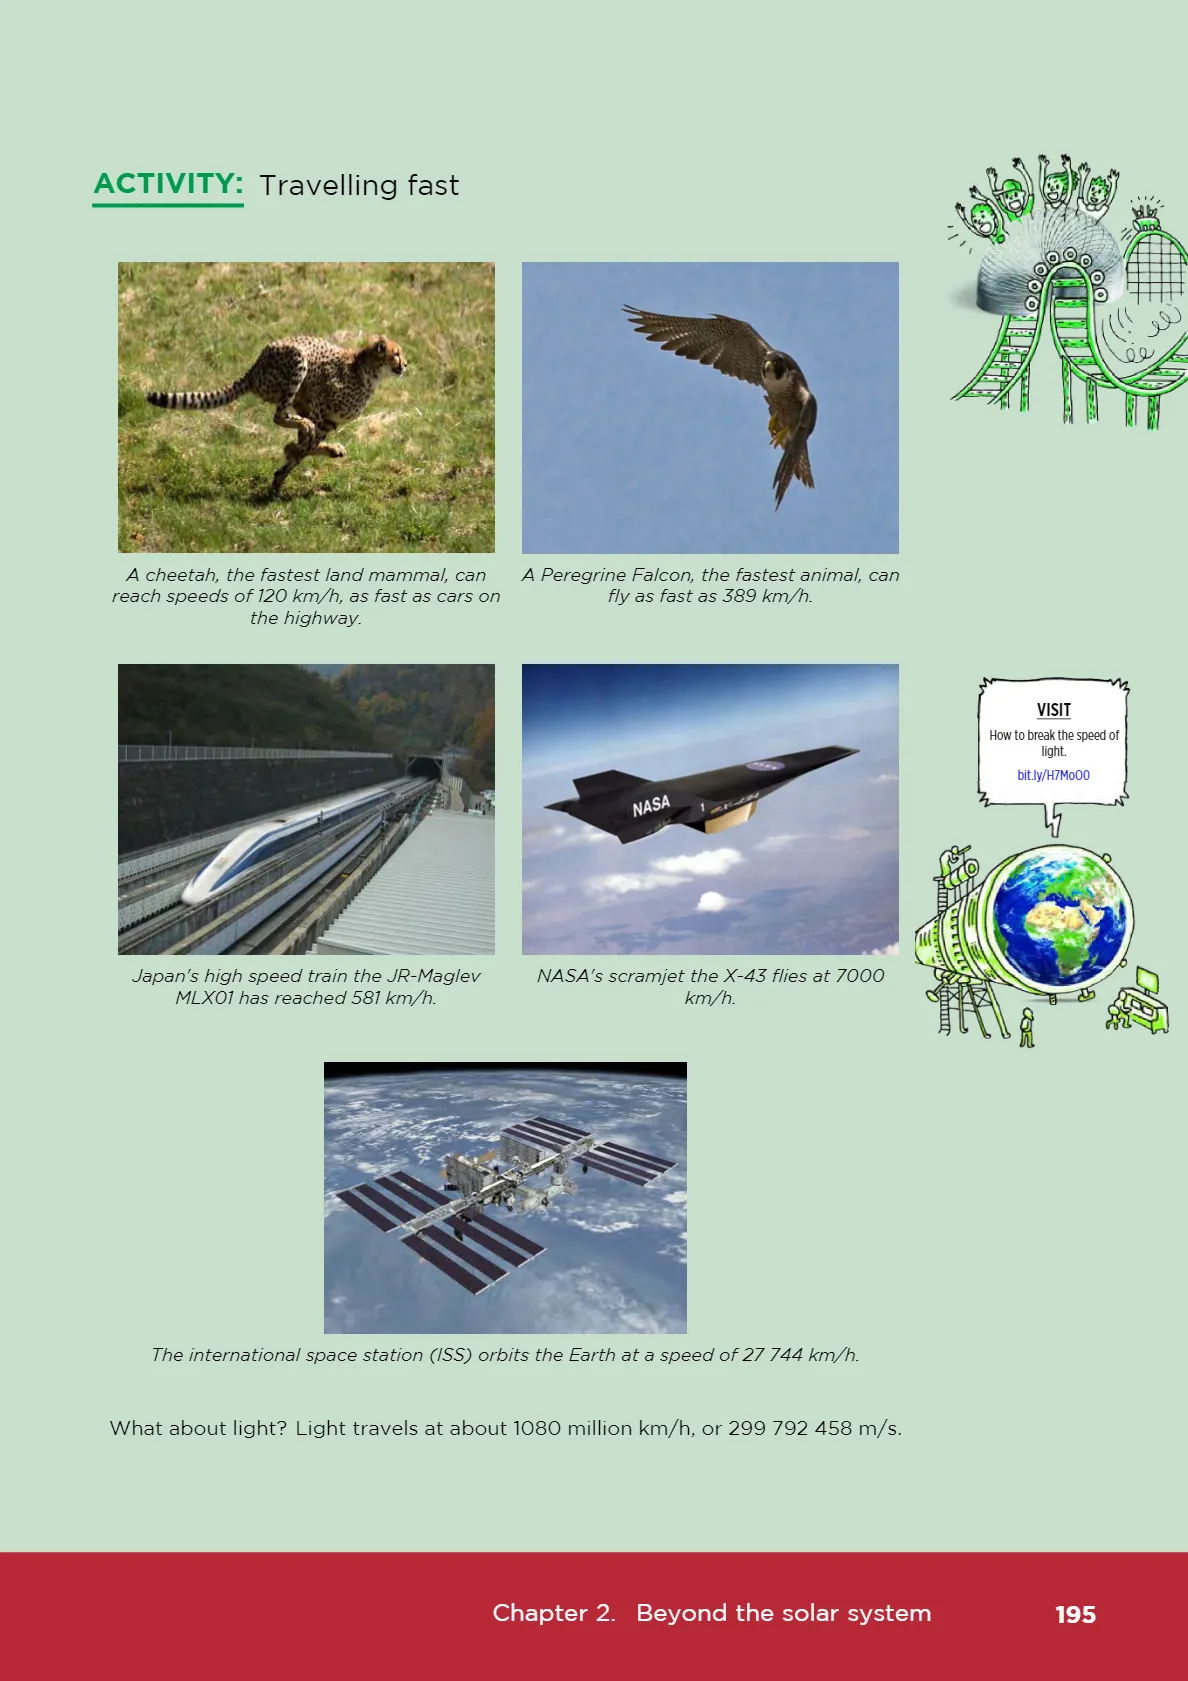 ACTIVITY: Travelling fast
A cheetah, the fastest land mammal, can
reach speeds of 120 km/h, as fast as cars on
the highway.
A Peregrine Falcon, the fastest animal, can
fly as fast as 389 km/h.
VISIT
How to break the speed of
light.
bit.ly/H7MoO0
NASA
1
X-43A
Japan's high speed train the JR-Maglev
MLX01 has reached 581 km/h.
NASA's scramjet the X-43 flies at 7000
km/h.
The international space station (ISS) orbits the Earth at a speed of 27 744 km/h.
What about light? Light travels at about 1080 million km/h, or 299 792 458 m/s.
Chapter 2. Beyond the solar system
195